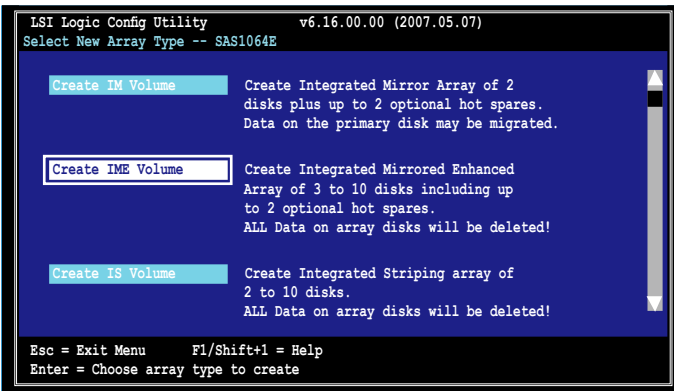 LSI Logic Config Utility v6.16.00.00 (2007.05.07)
Select New Array Type -- SAS1064E
Create IM Volume Create Integrated Mirror Array of 2
disks plus up to 2 optional hot spares.
Data on the primary disk may be migrated.
Create IME Volume Create Integrated Mirrored Enhanced
Array of 3 to 10 disks including up
to 2 optional hot spares.
ALL Data on array disks will be deleted!
Create IS Volume Create Integrated Striping array of
2 to 10 disks.
ALL Data on array disks will be deleted!
Esc = Exit Menu F1/Shift+1 = Help
Enter = Choose array type to create